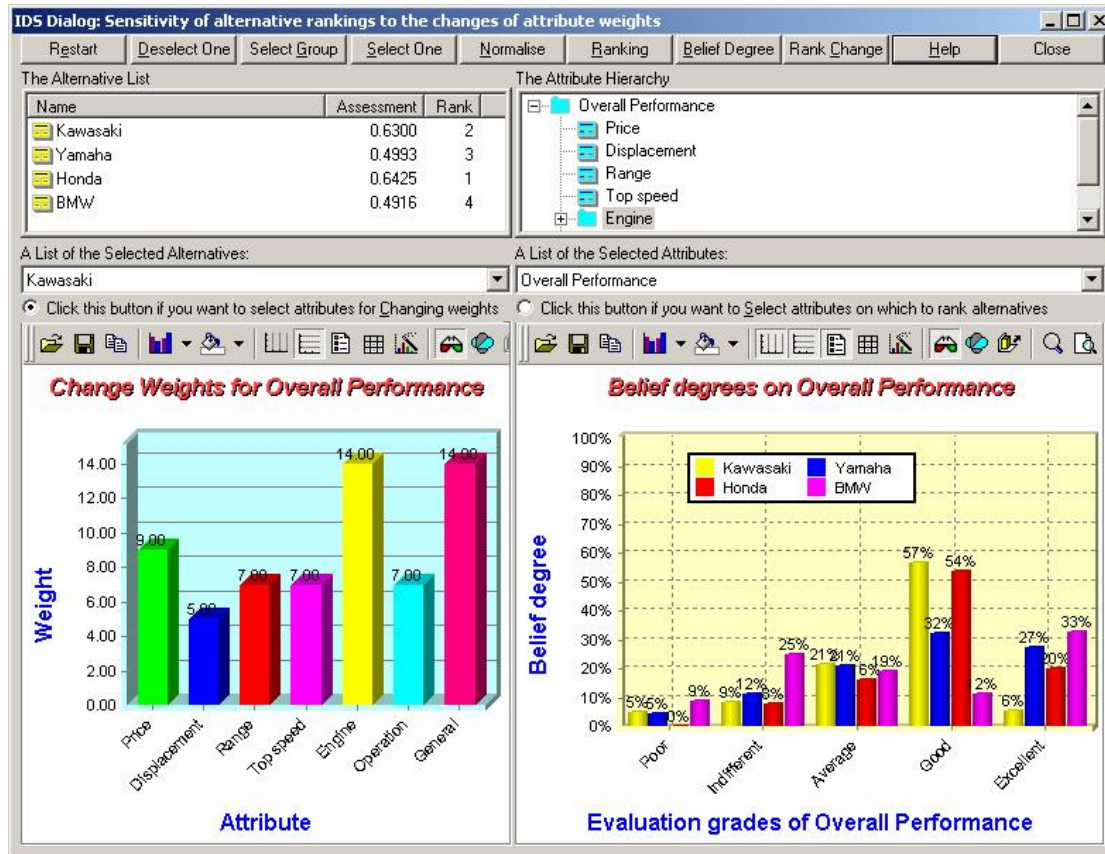 IDS Dialog: Sensitivity of alternative rankings to the changes of attribute weights
Restart Deselect One Select Group Select One Normalise Ranking Belief Degree Rank Change Help Close
The Alternative List
Name Assessment Rank
Kawasaki 0.6300 2
Yamaha 0.4993 3
Honda 0.6425 1
BMW 0.4916 4
The Attribute Hierarchy
Overall Performance
Price
Displacement
Range
Top speed
Engine
A List of the Selected Alternatives:
Kawasaki
A List of the Selected Attributes:
Overall Performance
Click this button if you want to select attributes for Changing weights
Click this button if you want to Select attributes on which to rank alternatives
Change Weights for Overall Performance
Weight
14.00
12.00
10.00
8.00
6.00
4.00
2.00
0.00
9.00 5.00 7.00 7.00 14.00 7.00 14.00
Price Displacement Range Top speed Engine Operation General
Attribute
Belief degrees on Overall Performance
Kawasaki Yamaha
Honda BMW
Belief degree
100%
90%
80%
70%
60%
50%
40%
30%
20%
10%
0%
5% 5% 0% 9%
9% 12% 8% 25%
21% 21% 6% 19%
57% 32% 54% 2%
6% 27% 20% 33%
Poor Indifferent Average Good Excellent
Evaluation grades of Overall Performance